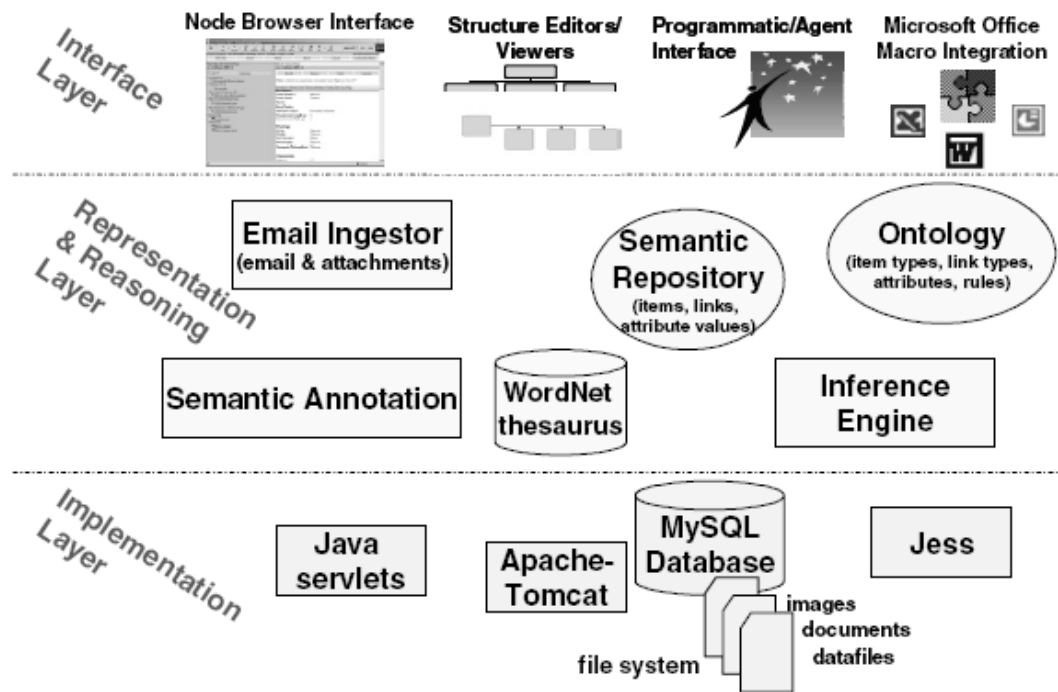 Interface
Layer
Node Browser Interface
Structure Editors/
Viewers
Programmatic/Agent
Interface
Microsoft Office
Macro Integration
W
Representation
& Reasoning
Layer
Email Ingestor
(email & attachments)
Semantic
Repository
(items, links,
attribute values)
Ontology
(item types, link types,
attributes, rules)
Semantic Annotation
WordNet
thesaurus
Inference
Engine
Implementation
Layer
Java
servlets
Apache-
Tomcat
MySQL
Database
Jess
images
documents
datafiles
file system